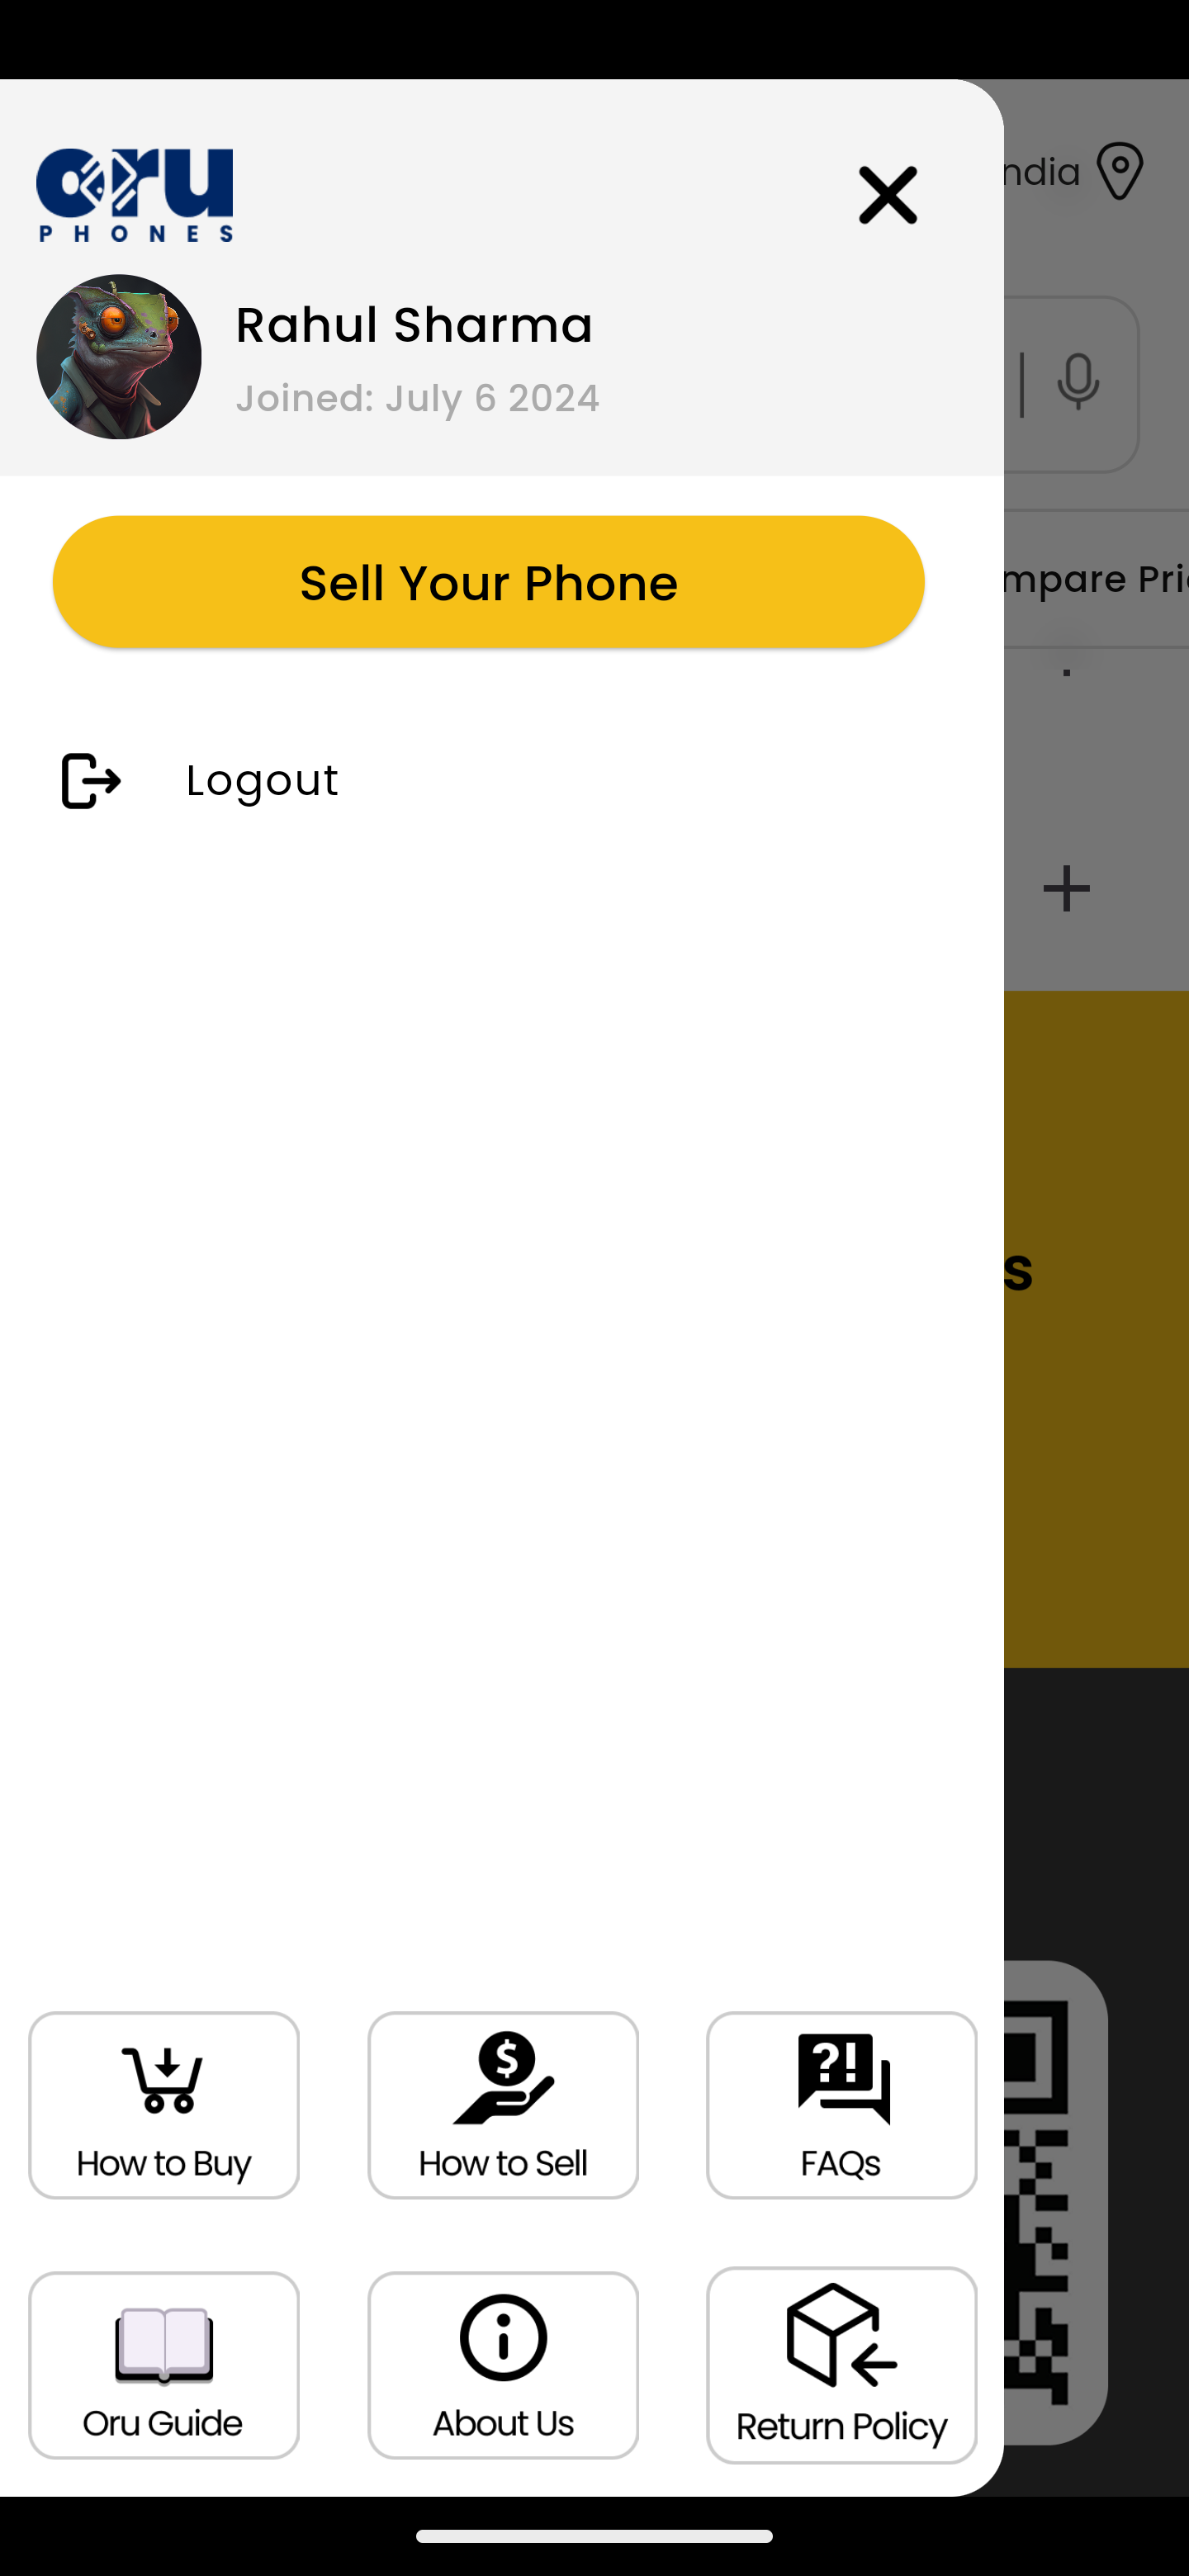 oru
PHONES
ndia
Rahul Sharma
Joined: July 6 2024
Sell Your Phone
mpare Pri
Logout
s
$
?!
How to Buy
How to Sell
FAQs
Oru Guide
About Us
Return Policy